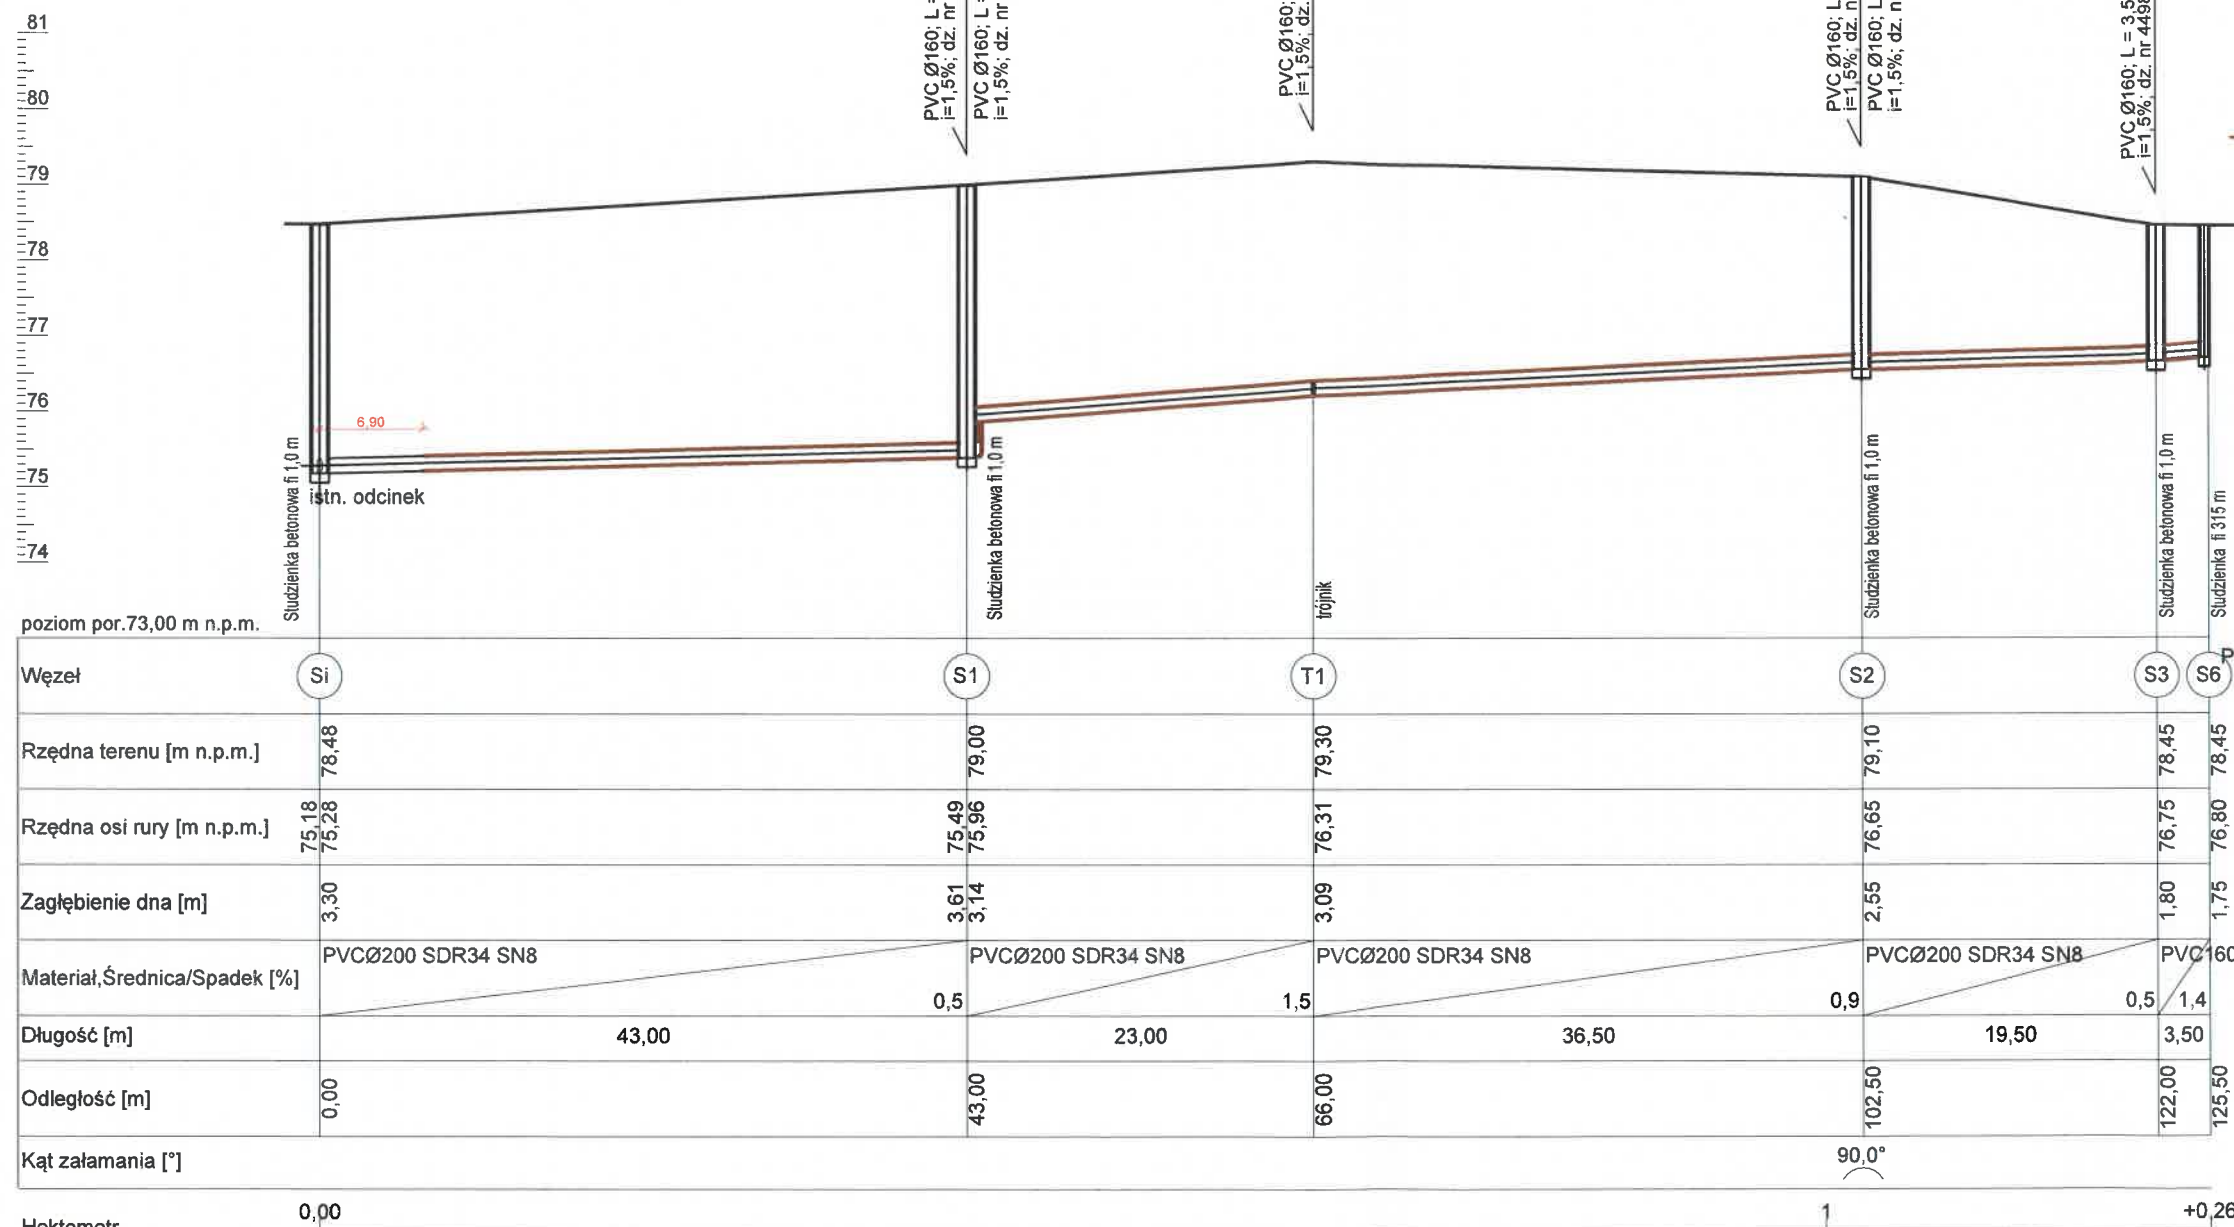 81
80
79
78
77
76
75
74
PVC Ø160; L =
i=1,5%; dz. nr
PVC Ø160; L =
i=1,5%; dz. nr
PVC Ø160;
i=1,5%; dz.
PVC Ø160; L
i=1,5%; dz. n
PVC Ø160; L
i=1,5%; dz. n
PVC Ø160; L = 3,5
i=1,5%; dz. nr 4498
6,90
istn. odcinek
Studzienka betonowa fi 1,0 m
Studzienka betonowa fi 1,0 m
trójnik
Studzienka betonowa fi 1,0 m
Studzienka betonowa fi 1,0 m
Studzienka fi 315 m
poziom por.73,00 m n.p.m.
Węzeł Si S1 T1 S2 S3 S6 P
Rzędna terenu [m n.p.m.] 78,48 79,00 79,30 79,10 78,45 78,45
Rzędna osi rury [m n.p.m.] 75,18 75,28 75,49 75,96 76,31 76,65 76,75 76,80
Zagłębienie dna [m] 3,30 3,61 3,14 3,09 2,55 1,80 1,75
Materiał,Średnica/Spadek [%] PVCØ200 SDR34 SN8 0,5 PVCØ200 SDR34 SN8 1,5 PVCØ200 SDR34 SN8 0,9 PVCØ200 SDR34 SN8 0,5 PVC160 1,4
Długość [m] 43,00 23,00 36,50 19,50 3,50
Odległość [m] 0,00 43,00 66,00 102,50 122,00 125,50
Kąt załamania [°] 90,0°
Hektometr 0,00 1 +0,26